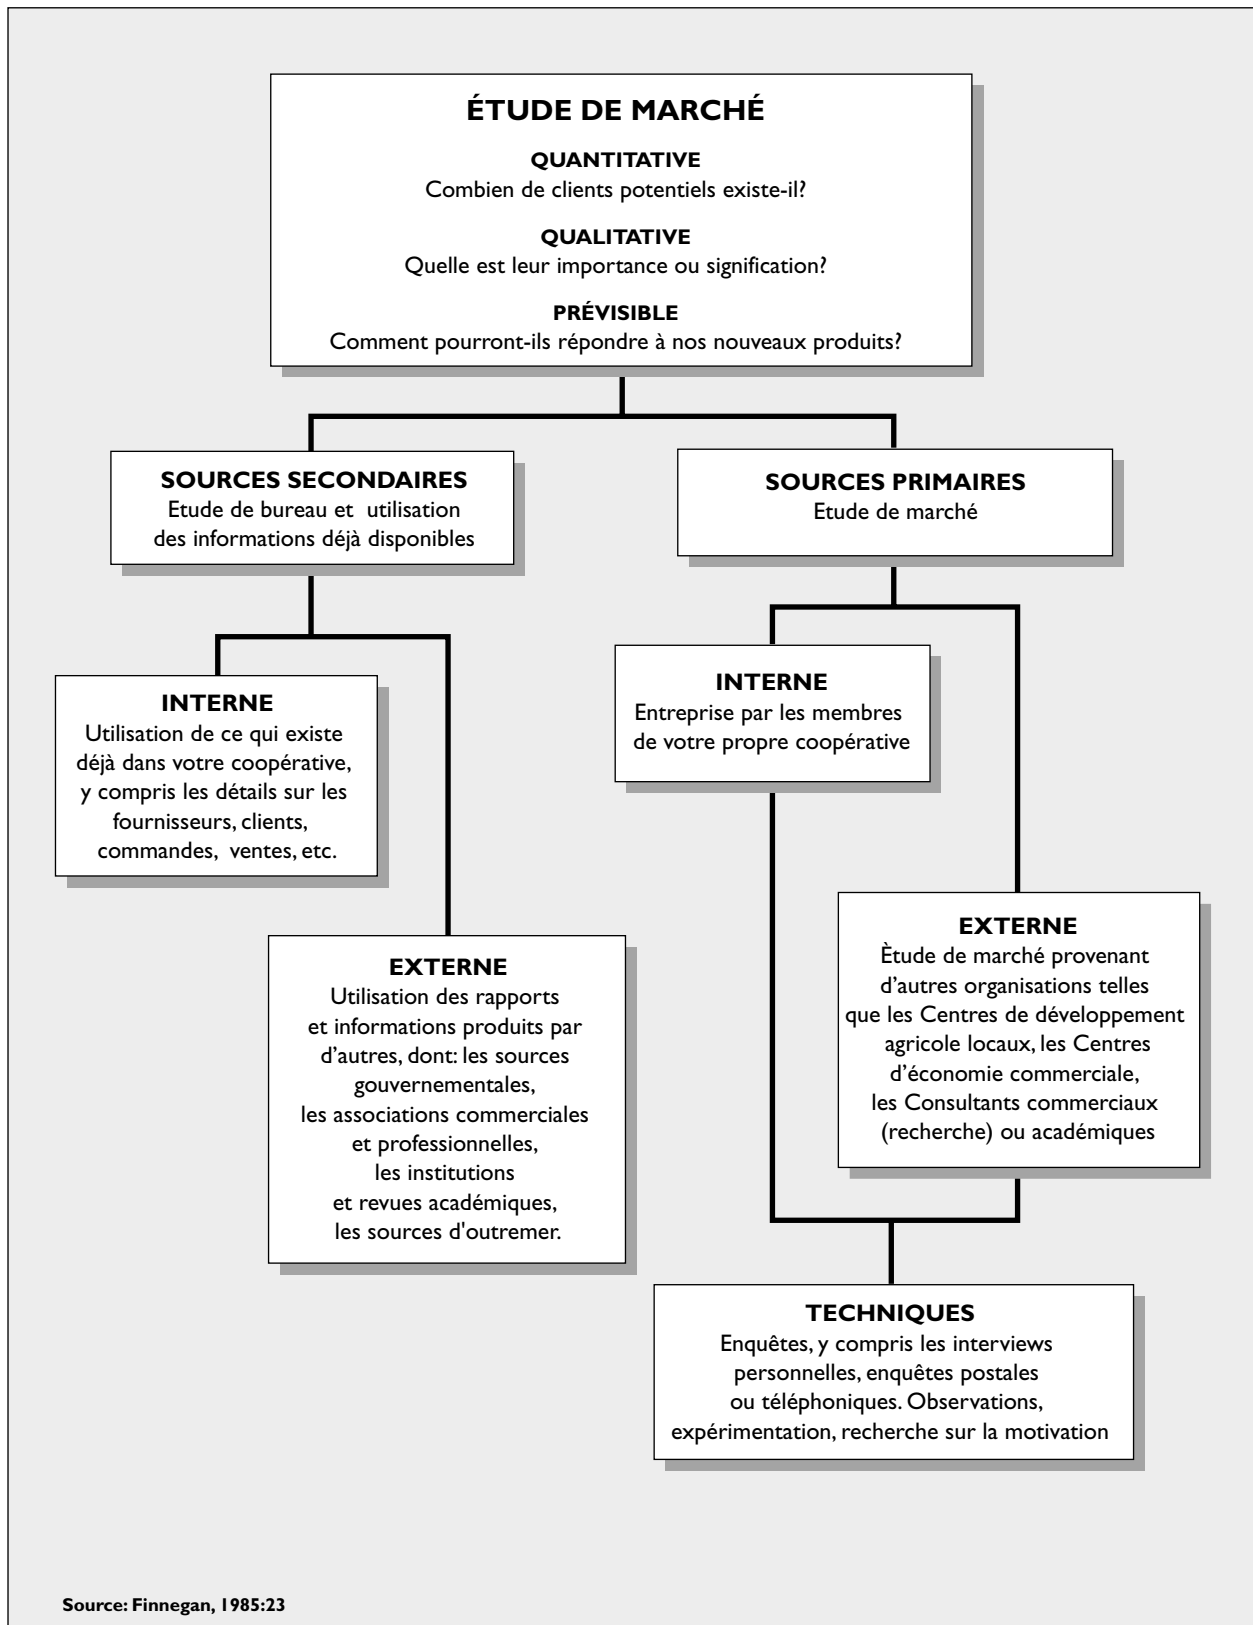 ÉTUDE DE MARCHÉ
QUANTITATIVE
Combien de clients potentiels existe-il?
QUALITATIVE
Quelle est leur importance ou signification?
PRÉVISIBLE
Comment pourront-ils répondre à nos nouveaux produits?
SOURCES SECONDAIRES
Etude de bureau et utilisation
des informations déjà disponibles
SOURCES PRIMAIRES
Etude de marché
INTERNE
Utilisation de ce qui existe
déjà dans votre coopérative,
y compris les détails sur les
fournisseurs, clients,
commandes, ventes, etc.
INTERNE
Entreprise par les membres
de votre propre coopérative
EXTERNE
Utilisation des rapports
et informations produits par
d’autres, dont: les sources
gouvernementales,
les associations commerciales
et professionnelles,
les institutions
et revues académiques,
les sources d'outremer.
EXTERNE
Ètude de marché provenant
d’autres organisations telles
que les Centres de développement
agricole locaux, les Centres
d’économie commerciale,
les Consultants commerciaux
(recherche) ou académiques
TECHNIQUES
Enquêtes, y compris les interviews
personnelles, enquêtes postales
ou téléphoniques. Observations,
expérimentation, recherche sur la motivation
Source: Finnegan, 1985:23